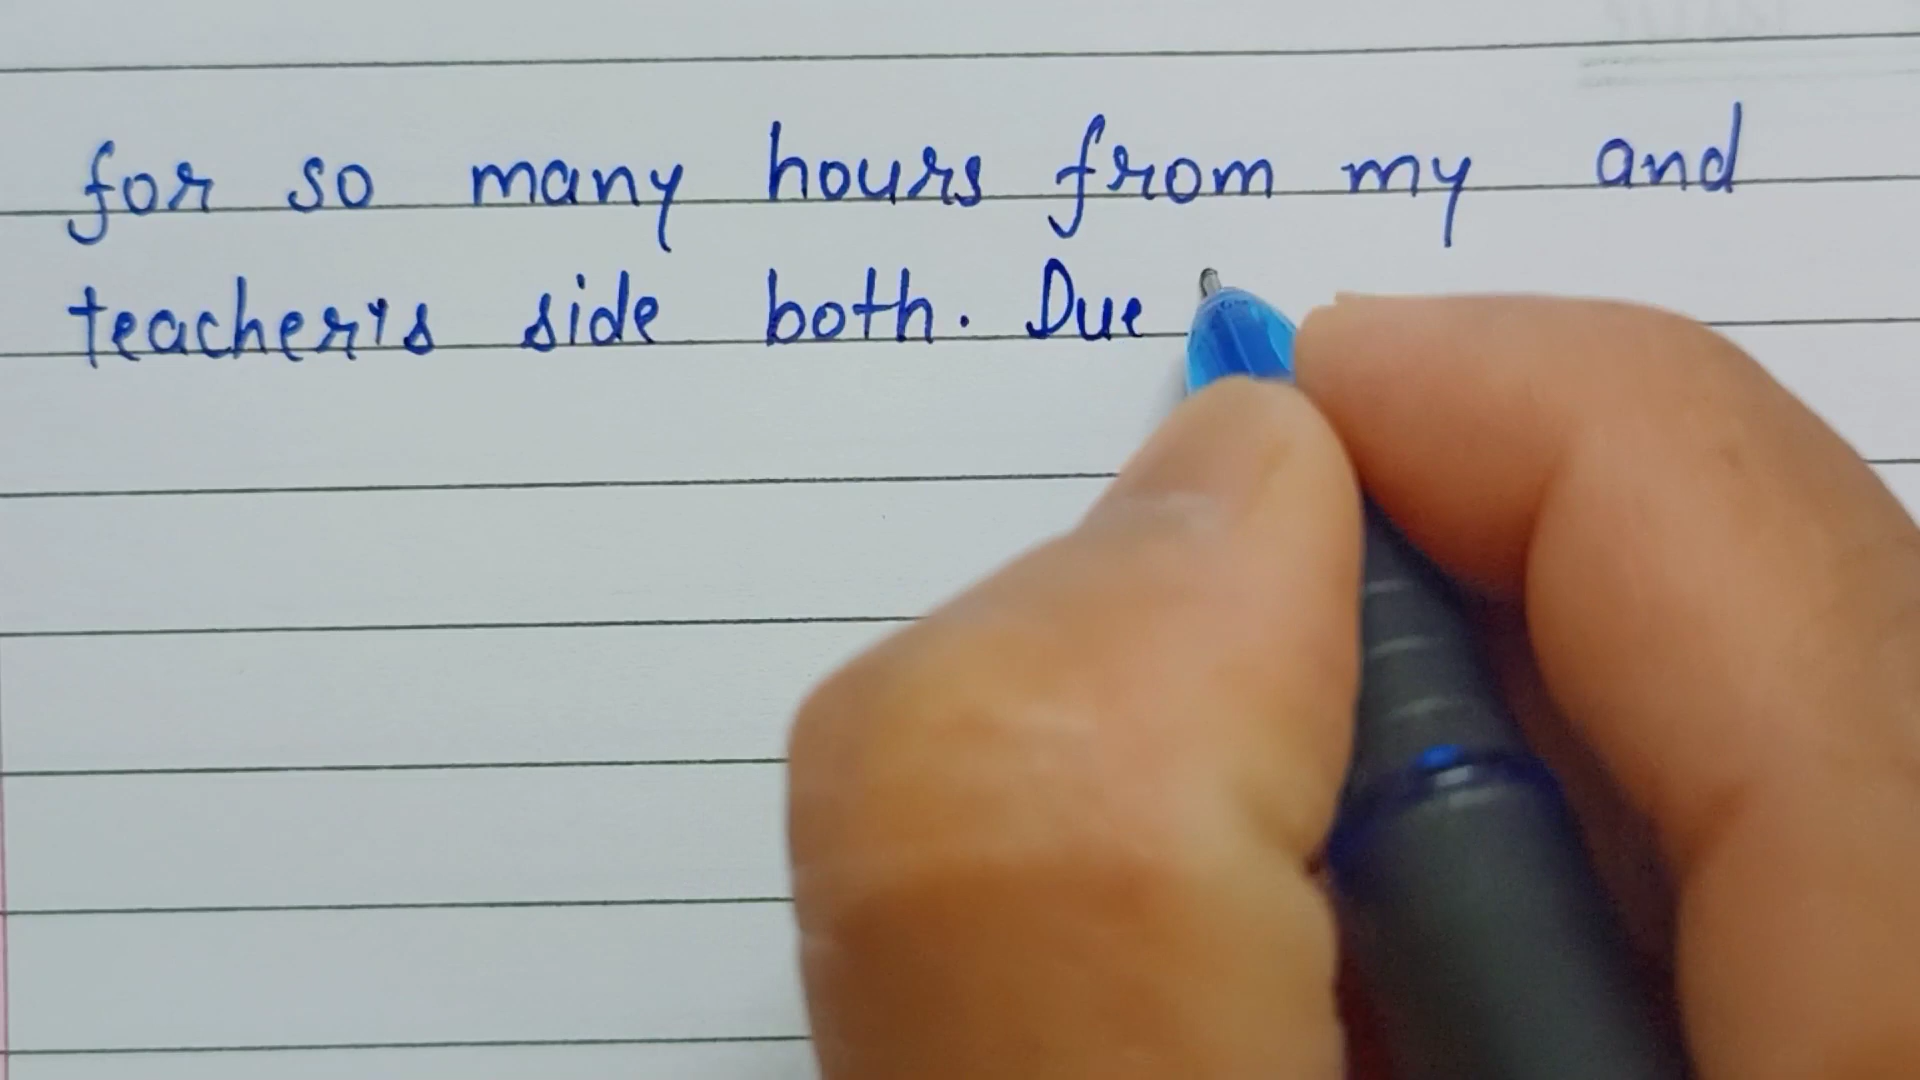 for so many hours from my and
teacher's side both. Due